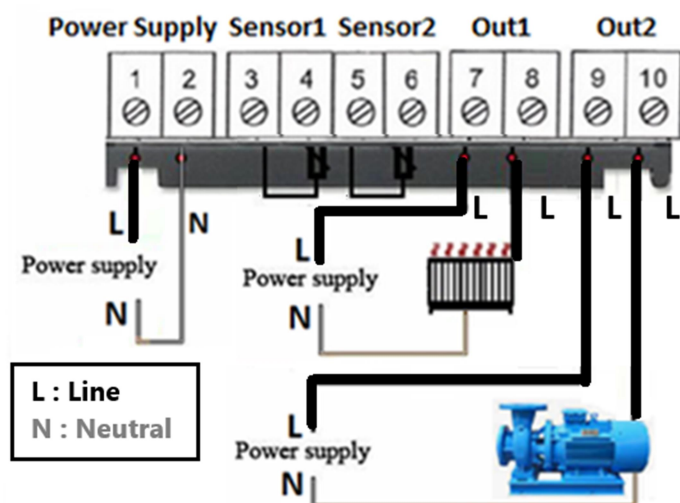 Power Supply Sensor1 Sensor2 Out1 Out2
1 2 3 4 5 6 7 8 9 10
L N L L L L
Power supply
N
L
Power supply
N
L : Line
N : Neutral
L
Power supply
N